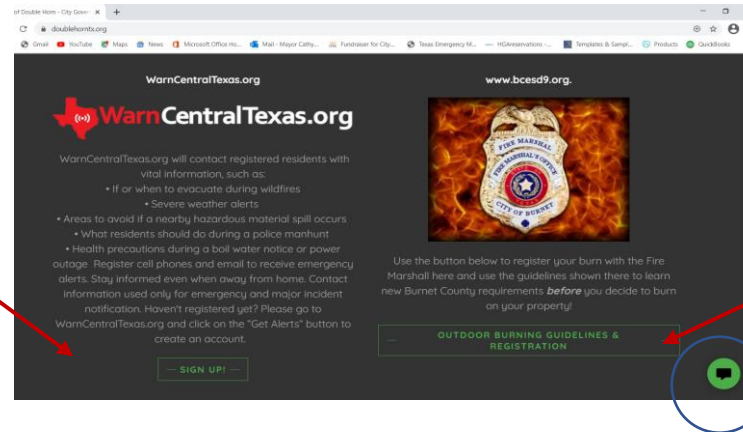 of Double Horn - City Gover
doublehorntx.org
Gmail YouTube Maps News Microsoft Office Ho... Mail - Mayor Cathy... Fundraiser for City... Texas Emergency M... HGAreservations -... Templates & Sampl... Products QuickBooks
WarnCentralTexas.org
WarnCentralTexas.org
WarnCentralTexas.org will contact registered residents with
vital information, such as:
• If or when to evacuate during wildfires
• Severe weather alerts
• Areas to avoid if a nearby hazardous material spill occurs
• What residents should do during a police manhunt
• Health precautions during a boil water notice or power
outage Register cell phones and email to receive emergency
alerts. Stay informed even when away from home. Contact
information used only for emergency and major incident
notification. Haven't registered yet? Please go to
WarnCentralTexas.org and click on the "Get Alerts" button to
create an account.
— SIGN UP! —
www.bcesd9.org.
FIRE MARSHAL
FIRE MARSHAL'S OFFICE
CITY OF BURNET
Use the button below to register your burn with the Fire
Marshall here and use the guidelines shown there to learn
new Burnet County requirements before you decide to burn
on your property!
— OUTDOOR BURNING GUIDELINES &
REGISTRATION